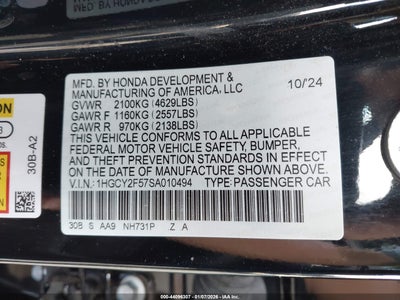 MFD. BY HONDA DEVELOPMENT & 10/24
MANUFACTURING OF AMERICA, LLC
GVWR 2100KG (4629LBS)
GAWR F 1160KG (2557LBS)
GAWR R 970KG (2138LBS)
THIS VEHICLE CONFORMS TO ALL APPLICABLE
FEDERAL MOTOR VEHICLE SAFETY, BUMPER,
AND THEFT PREVENTION STANDARDS IN
EFFECT ON THE DATE OF MANUFACTURE
SHOWN ABOVE.
V.I.N.: 1HGCY2F57SA010494 TYPE: PASSENGER CAR
30B S AA9 NH731P Z A
30B-A2
000-44096307 - 01/07/2026 - IAA, Inc.